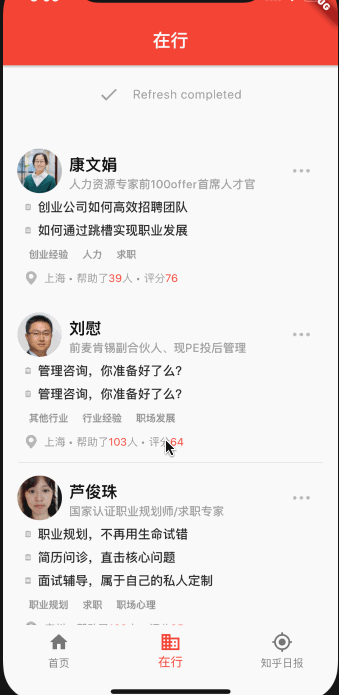 在行
Refresh completed
康文娟
人力资源专家前100offer首席人才官
创业公司如何高效招聘团队
如何通过跳槽实现职业发展
创业经验 人力 求职
上海 • 帮助了39人 • 评分76
刘慰
前麦肯锡副合伙人、现PE投后管理
管理咨询，你准备好了么?
管理咨询，你准备好了么?
其他行业 行业经验 职场发展
上海 • 帮助了103人 • 评分64
芦俊珠
国家认证职业规划师/求职专家
职业规划，不再用生命试错
简历问诊，直击核心问题
面试辅导，属于自己的私人定制
职业规划 求职 职场心理
首页 在行 知乎日报